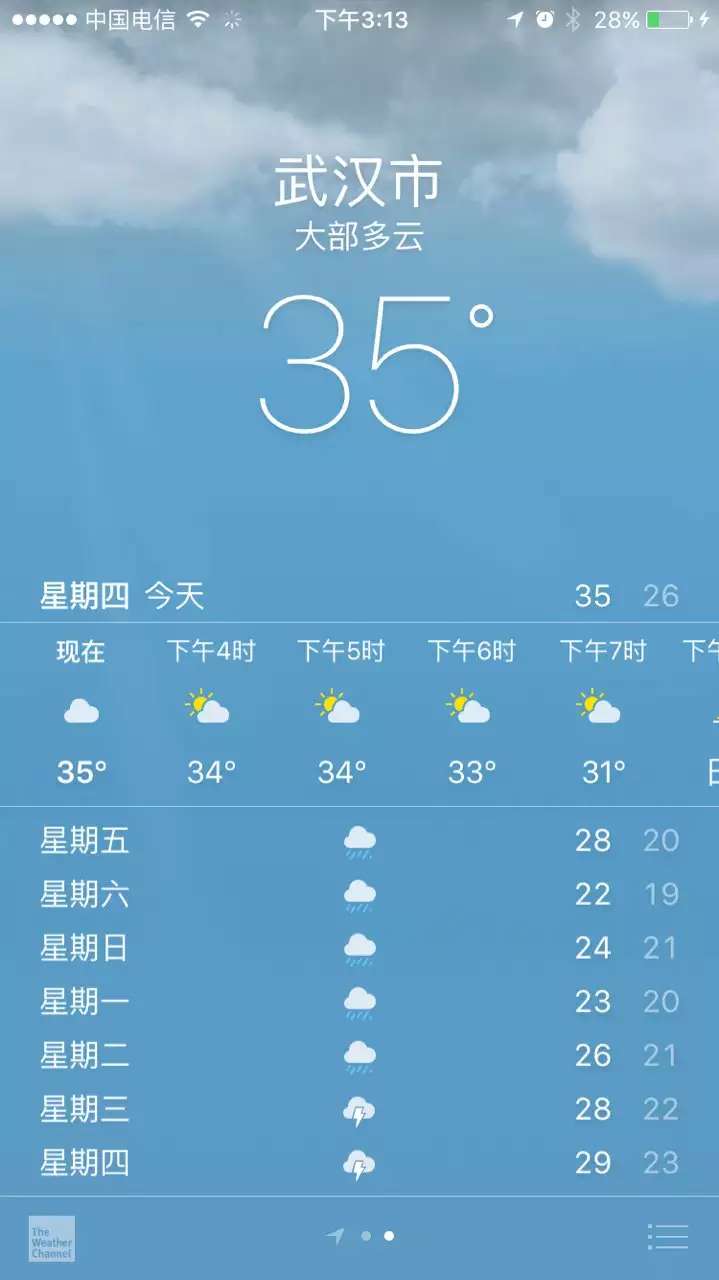 中国电信 下午3:13 28%
武汉市
大部多云
35°
星期四 今天 35 26
现在 下午4时 下午5时 下午6时 下午7时 下午
35° 34° 34° 33° 31°
星期五 28 20
星期六 22 19
星期日 24 21
星期一 23 20
星期二 26 21
星期三 28 22
星期四 29 23
The
Weather
Channel